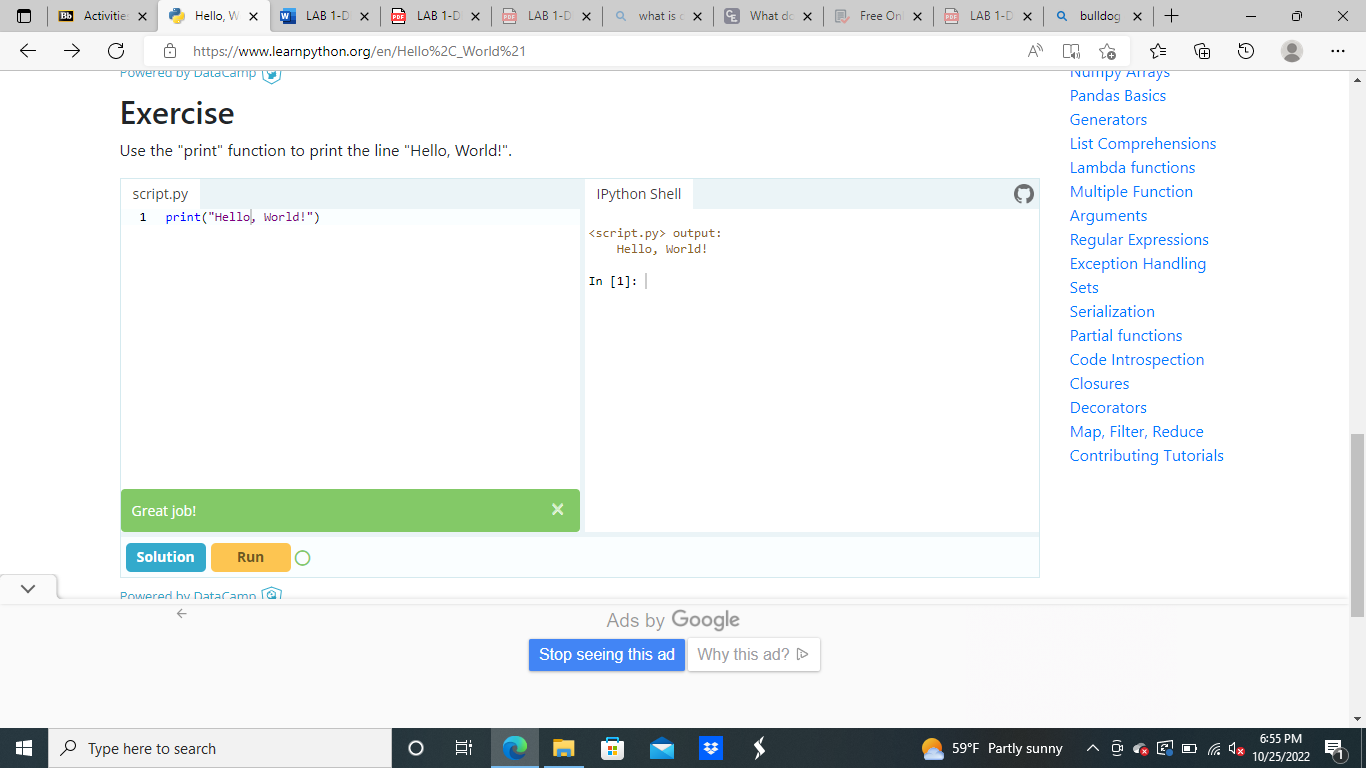 Activitie
Hello, W
LAB 1-D
LAB 1-D
LAB 1-D
what is c
What do
Free Onl
LAB 1-D
bulldog
https://www.learnpython.org/en/Hello%2C_World%21
Powered by DataCamp
Exercise
Use the "print" function to print the line "Hello, World!".
script.py
1 print("Hello, World!")
Great job!
Solution
Run
IPython Shell
<script.py> output:
Hello, World!
In [1]:
Powered by DataCamp
Numpy Arrays
Pandas Basics
Generators
List Comprehensions
Lambda functions
Multiple Function
Arguments
Regular Expressions
Exception Handling
Sets
Serialization
Partial functions
Code Introspection
Closures
Decorators
Map, Filter, Reduce
Contributing Tutorials
Ads by Google
Stop seeing this ad
Why this ad?
Type here to search
59°F Partly sunny
6:55 PM
10/25/2022
1